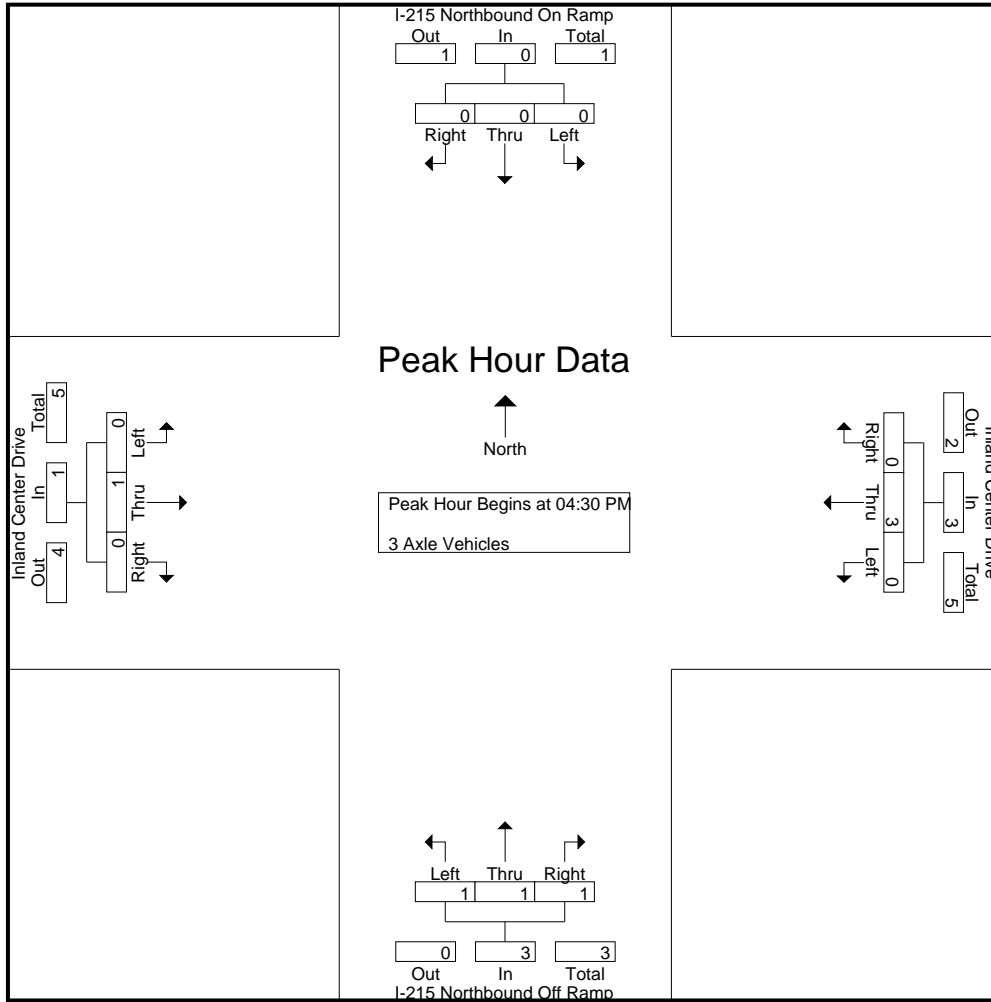 I-215 Northbound On Ramp
Out In Total
1 0 1
0 0 0
Right Thru Left
Peak Hour Data
North
Peak Hour Begins at 04:30 PM
3 Axle Vehicles
Inland Center Drive
Out In Total
4 1 5
Right Thru Left
0 1 0
Inland Center Drive
Out In Total
2 3 5
Right Thru Left
0 3 0
Left Thru Right
1 1 1
0 3 3
Out In Total
I-215 Northbound Off Ramp